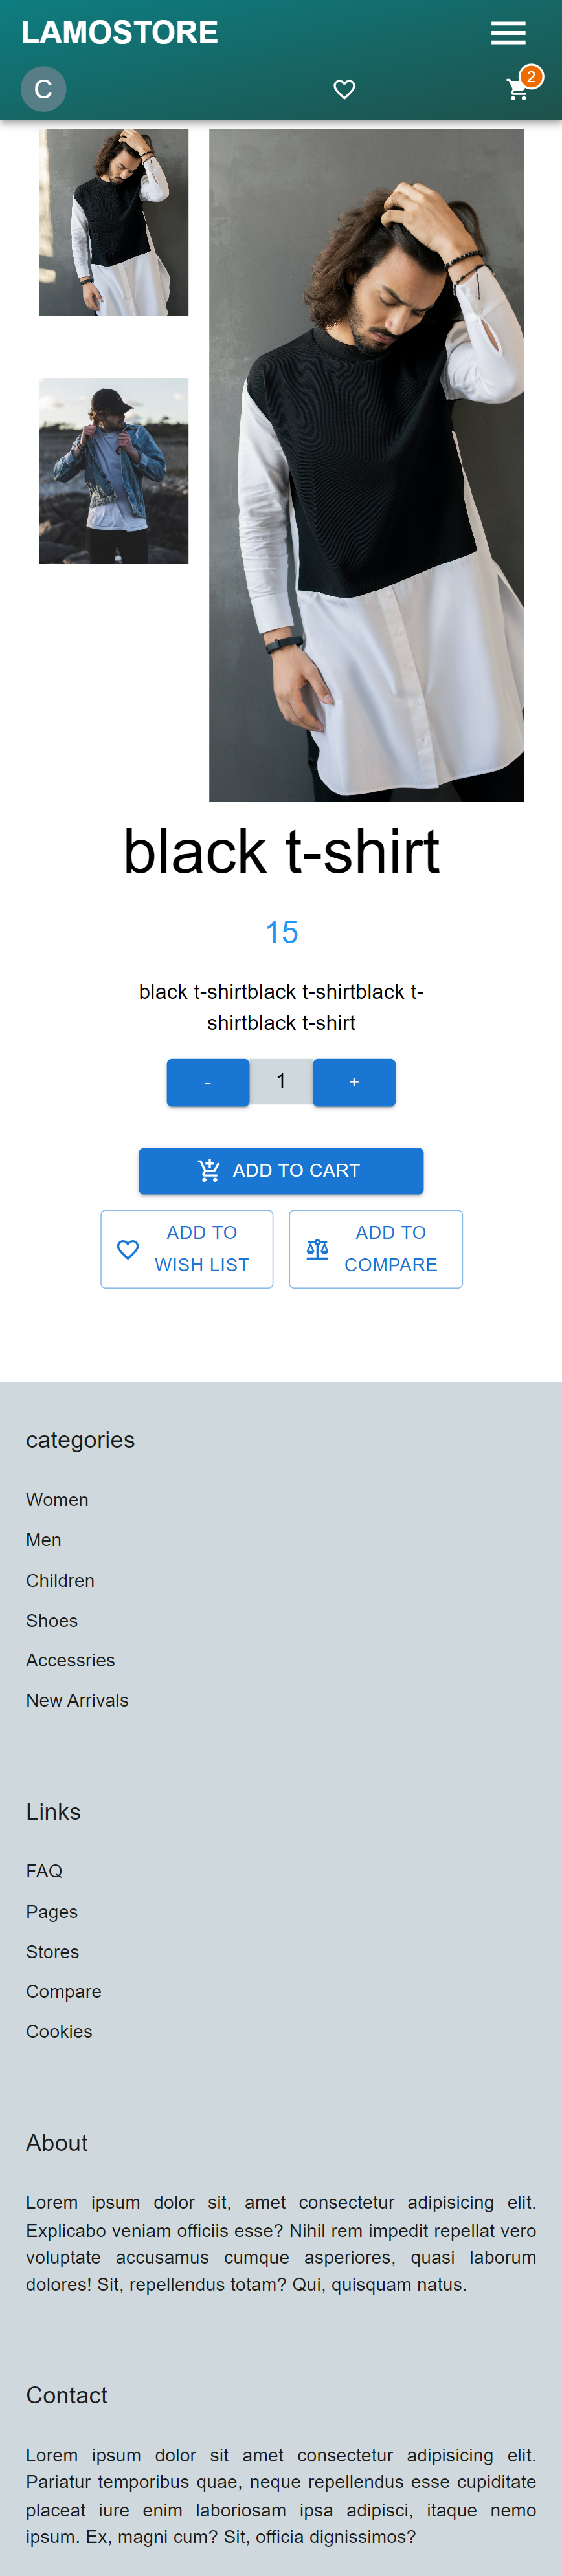 LAMOSTORE
C
2
black t-shirt
15
black t-shirtblack t-shirtblack t-
shirtblack t-shirt
- 1 +
ADD TO CART
ADD TO
WISH LIST
ADD TO
COMPARE
categories
Women
Men
Children
Shoes
Accessries
New Arrivals
Links
FAQ
Pages
Stores
Compare
Cookies
About
Lorem ipsum dolor sit, amet consectetur adipisicing elit.
Explicabo veniam officiis esse? Nihil rem impedit repellat vero
voluptate accusamus cumque asperiores, quasi laborum
dolores! Sit, repellendus totam? Qui, quisquam natus.
Contact
Lorem ipsum dolor sit amet consectetur adipisicing elit.
Pariatur temporibus quae, neque repellendus esse cupiditate
placeat iure enim laboriosam ipsa adipisci, itaque nemo
ipsum. Ex, magni cum? Sit, officia dignissimos?